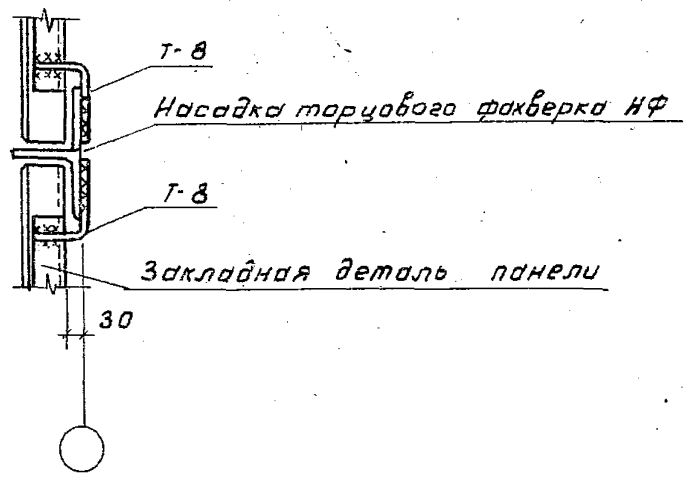 Т-8
Насадка торцового фахверка НФ
Т-8
Закладная деталь панели
30